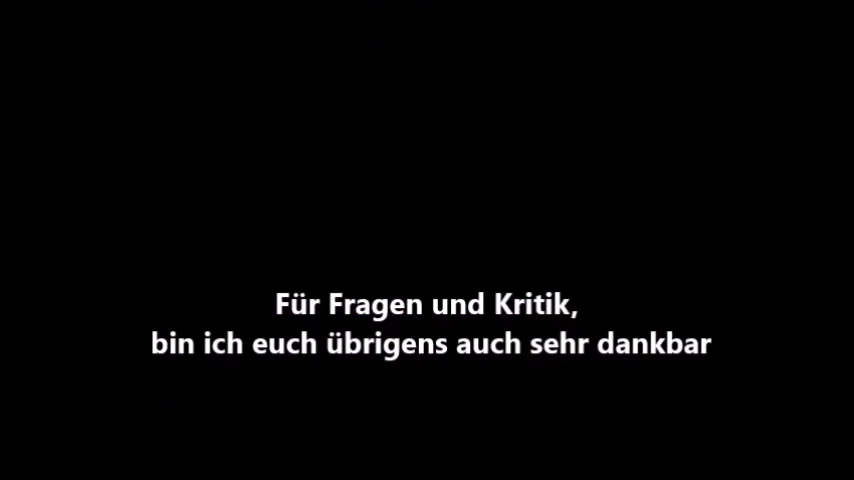 Für Fragen und Kritik,
bin ich euch übrigens auch sehr dankbar